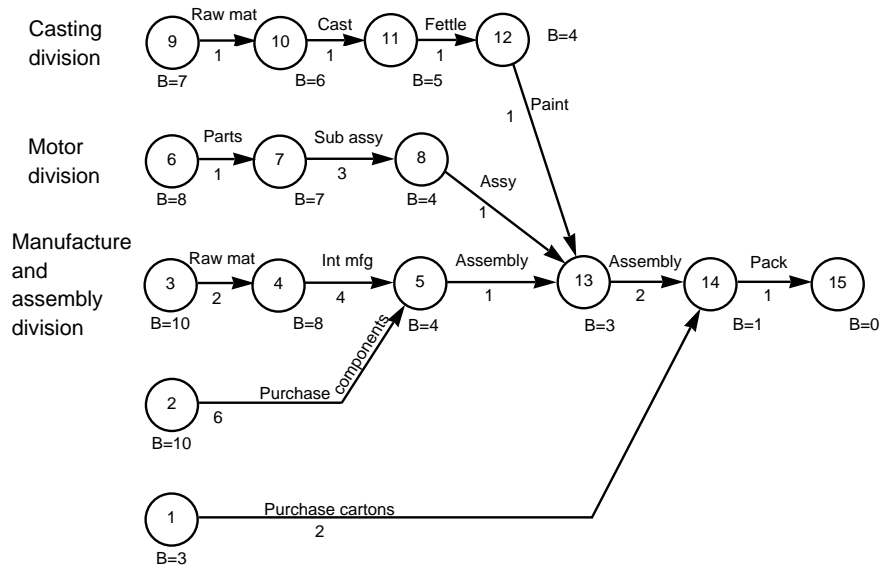 Casting
division
9
Raw mat
1
10
Cast
1
11
Fettle
1
12
B=4
B=7
B=6
B=5
1
Paint
Motor
division
6
Parts
1
7
Sub assy
3
8
B=8
B=7
B=4
Assy
1
Manufacture
and
assembly
division
3
Raw mat
2
4
Int mfg
4
5
Assembly
1
13
Assembly
2
14
Pack
1
15
B=10
B=8
B=4
B=3
B=1
B=0
2
6
Purchase components
B=10
1
Purchase cartons
2
B=3